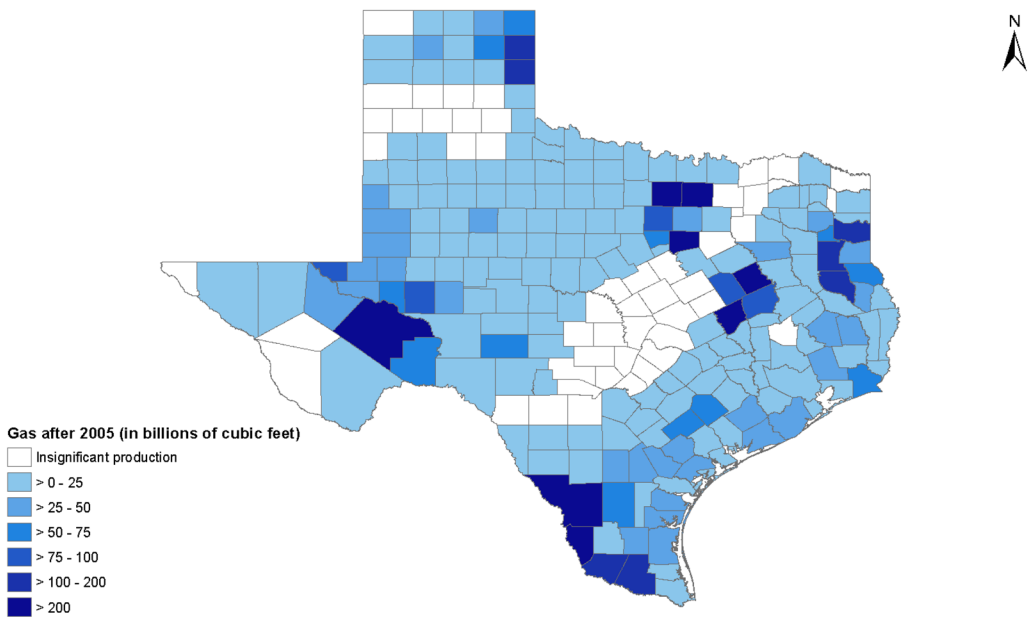 N
Gas after 2005 (in billions of cubic feet)
Insignificant production
> 0 - 25
> 25 - 50
> 50 - 75
> 75 - 100
> 100 - 200
> 200